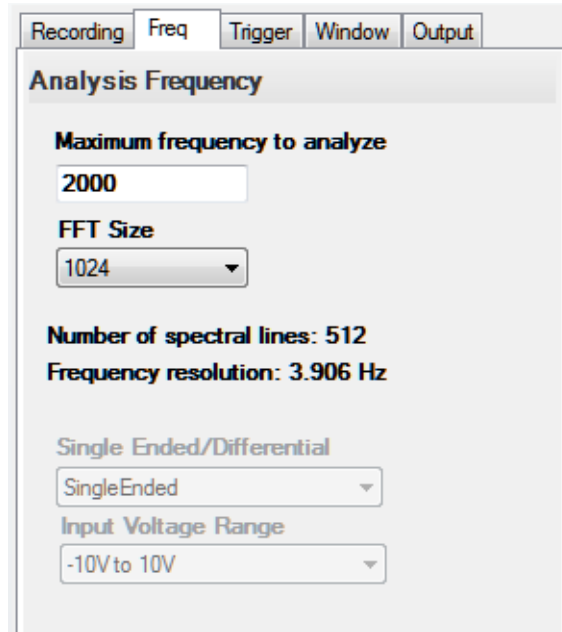 Recording Freq Trigger Window Output
Analysis Frequency
Maximum frequency to analyze
2000
FFT Size
1024
Number of spectral lines: 512
Frequency resolution: 3.906 Hz
Single Ended/Differential
SingleEnded
Input Voltage Range
-10V to 10V